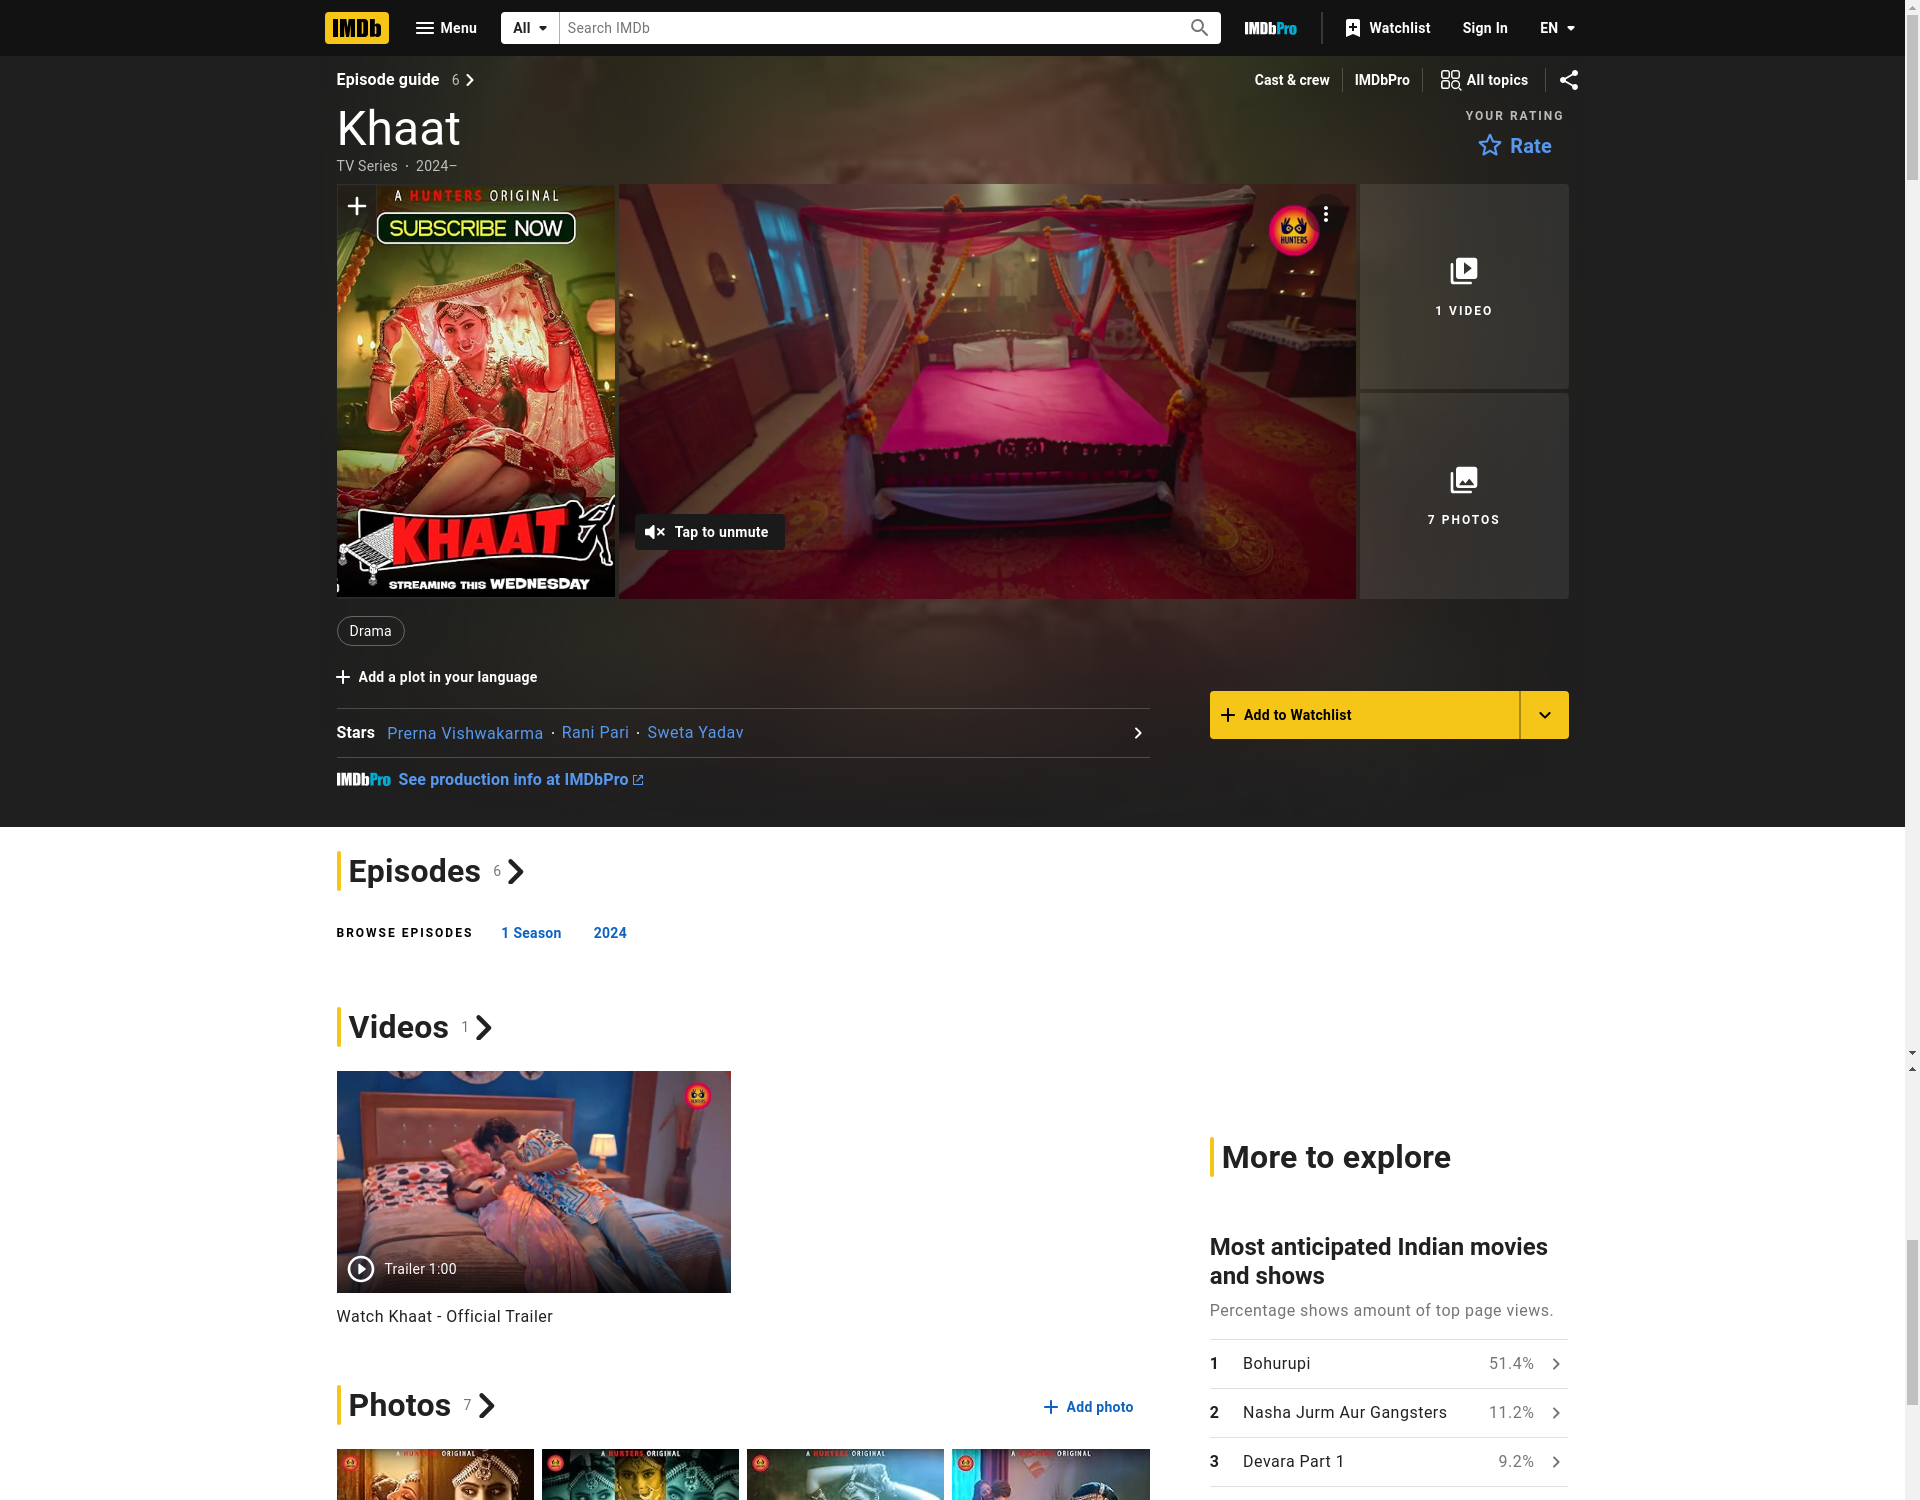 IMDb
Menu
All
Search IMDb
IMDbPro
Watchlist
Sign In
EN
Episode guide 6
Cast & crew
IMDbPro
All topics
Khaat
TV Series · 2024–
YOUR RATING
Rate
A HUNTERS ORIGINAL
SUBSCRIBE NOW
KHAAT
STREAMING THIS WEDNESDAY
HUNTERS
Tap to unmute
1 VIDEO
7 PHOTOS
Drama
Add a plot in your language
Add to Watchlist
Stars Prerna Vishwakarma · Rani Pari · Sweta Yadav
IMDbPro See production info at IMDbPro
Episodes 6
BROWSE EPISODES 1 Season 2024
Videos 1
Trailer 1:00
Watch Khaat - Official Trailer
More to explore
Most anticipated Indian movies
and shows
Percentage shows amount of top page views.
1 Bohurupi 51.4%
2 Nasha Jurm Aur Gangsters 11.2%
3 Devara Part 1 9.2%
Photos 7
Add photo
A HUNTERS ORIGINAL
A HUNTERS ORIGINAL
A HUNTERS ORIGINAL
A HUNTERS ORIGINAL